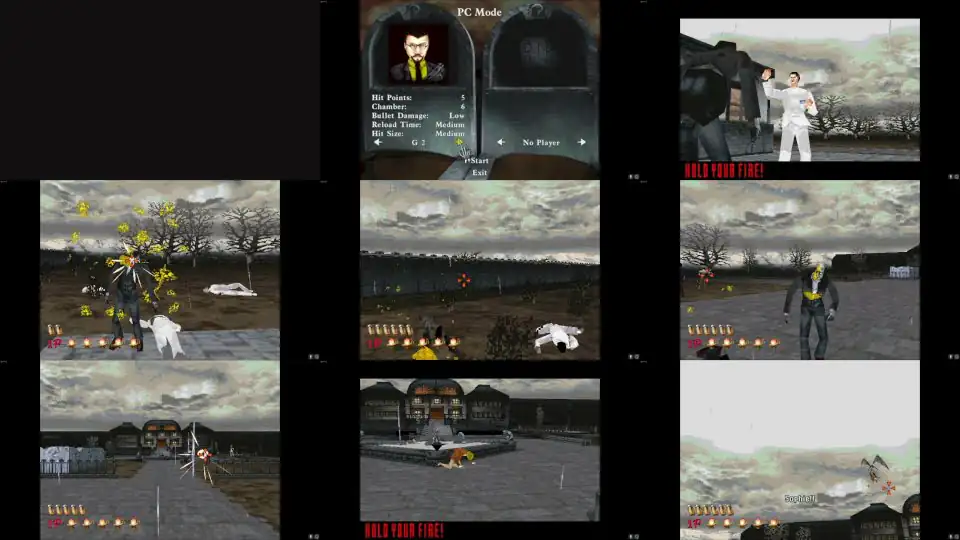 PC Mode
Hit Points: 5
Chamber: 6
Bullet Damage: Low
Reload Time: Medium
Hit Size: Medium
G 2
No Player
Start
Exit
HOLD YOUR FIRE!
1P
1P
1P
1P
HOLD YOUR FIRE!
Sophie!!
1P